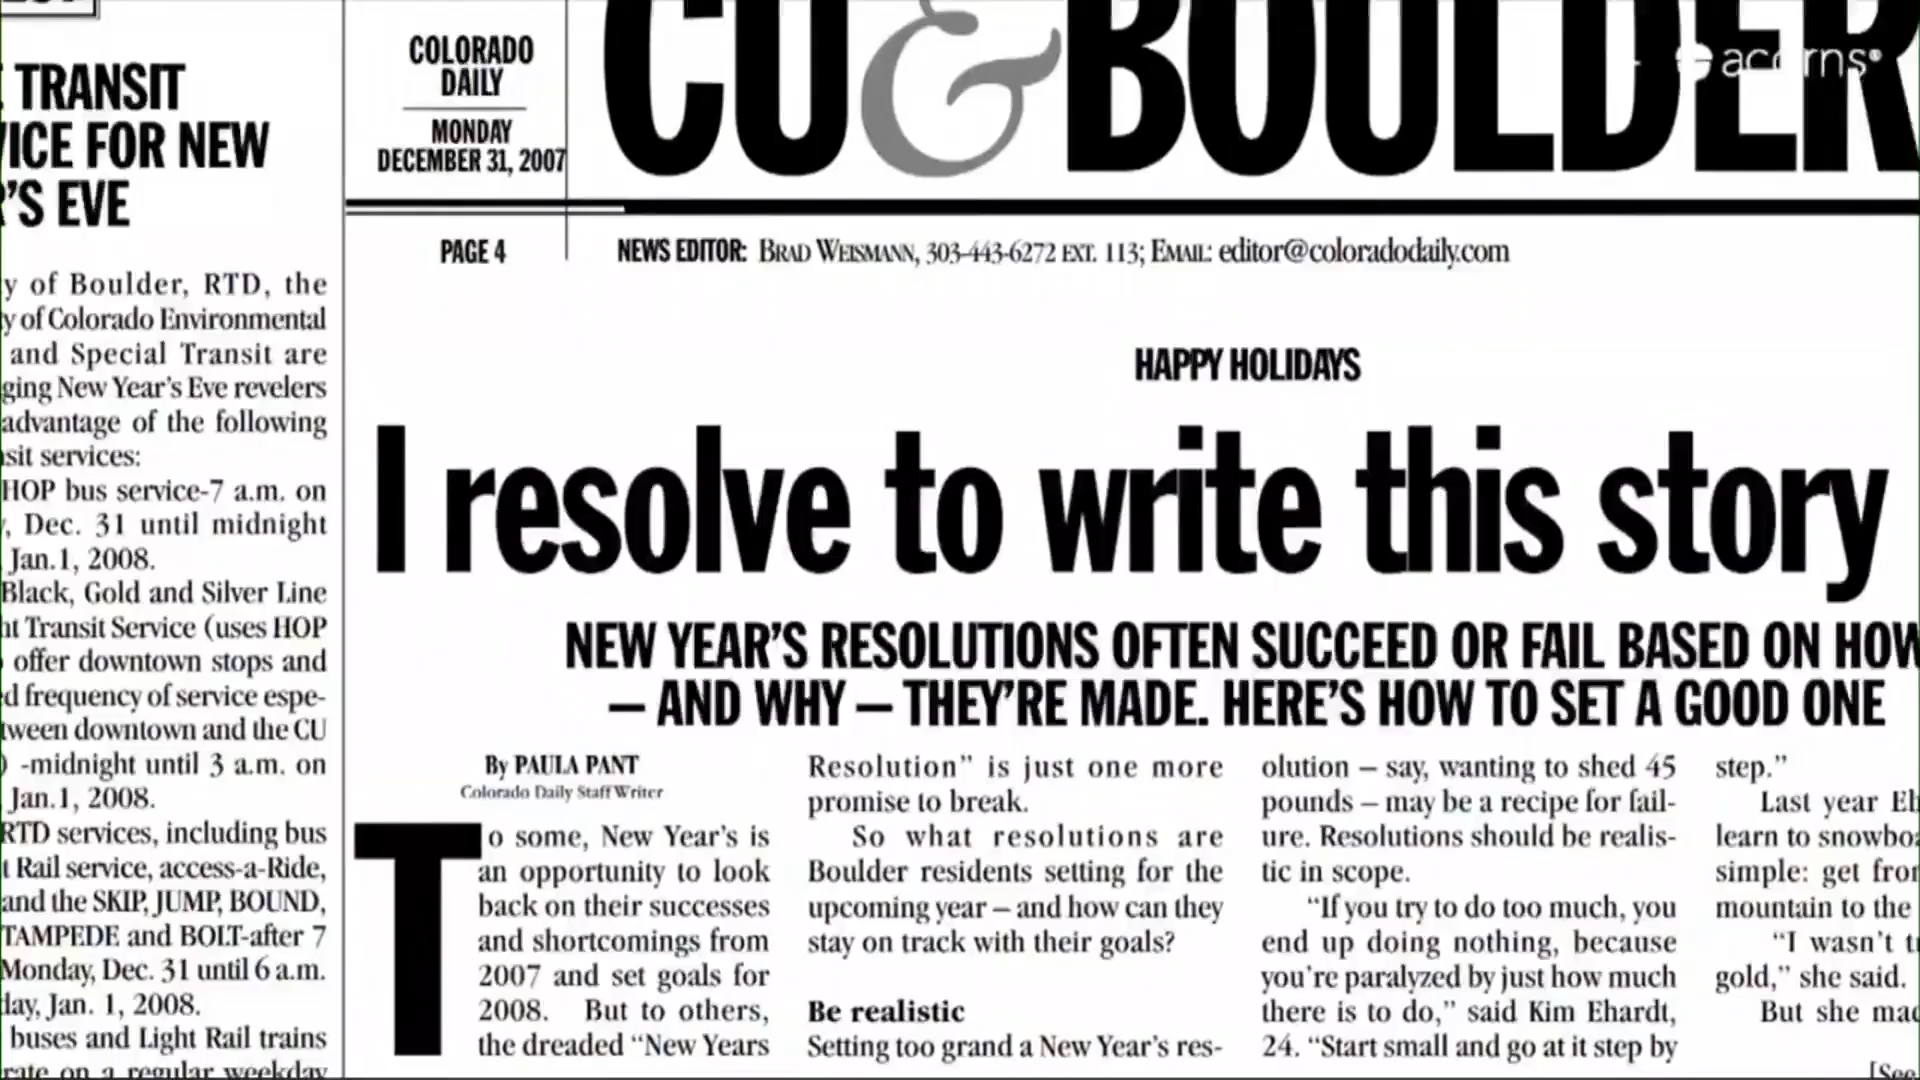 TRANSIT
VICE FOR NEW
R'S EVE
y of Boulder, RTD, the
y of Colorado Environmental
and Special Transit are
ging New Year's Eve revelers
advantage of the following
sit services:
HOP bus service-7 a.m. on
, Dec. 31 until midnight
Jan.1, 2008.
Black, Gold and Silver Line
ht Transit Service (uses HOP
offer downtown stops and
d frequency of service espe-
tween downtown and the CU
) -midnight until 3 a.m. on
Jan.1, 2008.
RTD services, including bus
t Rail service, access-a-Ride,
and the SKIP, JUMP, BOUND,
TAMPEDE and BOLT-after 7
Monday, Dec. 31 until 6 a.m.
day, Jan. 1, 2008.
buses and Light Rail trains
rate on a regular weekday
COLORADO
DAILY
MONDAY
DECEMBER 31, 2007
PAGE 4
CU & BOULDER
acorns
NEWS EDITOR: BRAD WEISMANN, 303-443-6272 EXT. 113; EMAIL: editor@coloradodaily.com
HAPPY HOLIDAYS
I resolve to write this story
NEW YEAR'S RESOLUTIONS OFTEN SUCCEED OR FAIL BASED ON HOW
— AND WHY — THEY'RE MADE. HERE'S HOW TO SET A GOOD ONE
By PAULA PANT
Colorado Daily Staff Writer
To some, New Year's is
an opportunity to look
back on their successes
and shortcomings from
2007 and set goals for
2008. But to others,
the dreaded “New Years
Resolution” is just one more
promise to break.
So what resolutions are
Boulder residents setting for the
upcoming year – and how can they
stay on track with their goals?
Be realistic
Setting too grand a New Year's res-
olution – say, wanting to shed 45
pounds – may be a recipe for fail-
ure. Resolutions should be realis-
tic in scope.
“If you try to do too much, you
end up doing nothing, because
you're paralyzed by just how much
there is to do,” said Kim Ehardt,
24. “Start small and go at it step by
step.”
Last year Eh
learn to snowboa
simple: get from
mountain to the
“I wasn't t
gold,” she said.
But she mad
[See